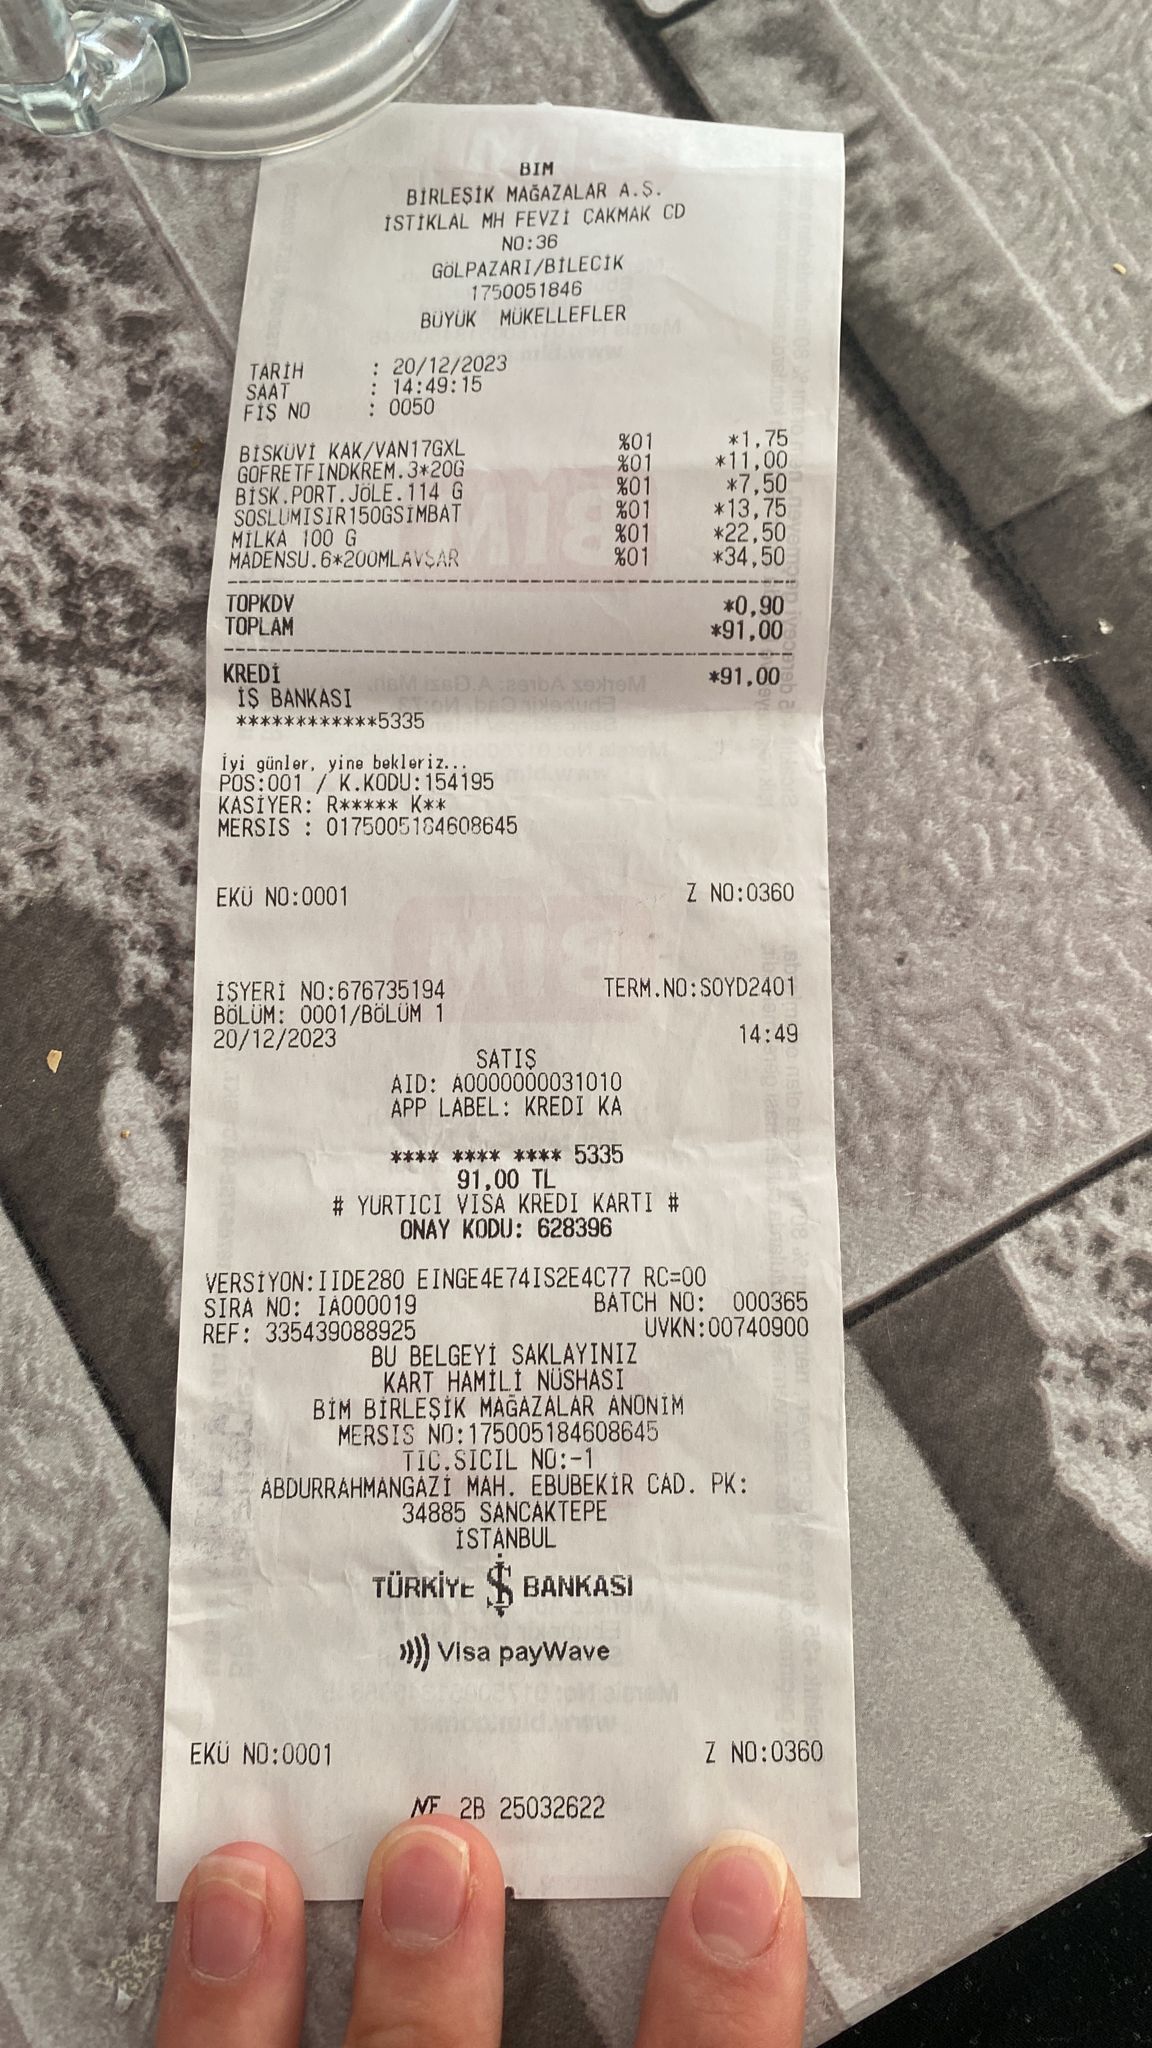 BIM
BİRLEŞİK MAĞAZALAR A.Ş.
İSTİKLAL MH FEVZİ ÇAKMAK CD
NO:36
GÖLPAZARI/BİLECİK
1750051846
BÜYÜK MÜKELLEFLER
TARİH : 20/12/2023
SAAT : 14:49:15
FİŞ NO : 0050
BİSKÜVİ KAK/VAN17GXL %01 *1,75
GOFRETFINDKREM.3*20G %01 *11,00
BİSK.PORT.JÖLE.114 G %01 *7,50
SOSLUMISIR150GSIMBAT %01 *13,75
MİLKA 100 G %01 *22,50
MADENSU.6*200MLAVŞAR %01 *34,50
TOPKDV *0,90
TOPLAM *91,00
KREDİ *91,00
İŞ BANKASI
************5335
İyi günler, yine bekleriz...
POS:001 / K.KODU:154195
KASİYER: R***** K**
MERSIS : 0175005184608645
EKÜ NO:0001 Z NO:0360
İŞYERİ NO:676735194 TERM.NO:SOYD2401
BÖLÜM: 0001/BÖLÜM 1
20/12/2023 14:49
SATIŞ
AID: A0000000031010
APP LABEL: KREDI KA
**** **** **** 5335
91,00 TL
# YURTICI VISA KREDI KARTI #
ONAY KODU: 628396
VERSİYON:IIDE280 EINGE4E74IS2E4C77 RC=00
SIRA NO: IA000019 BATCH NO: 000365
REF: 335439088925 UVKN:00740900
BU BELGEYİ SAKLAYINIZ
KART HAMİLİ NÜSHASI
BİM BİRLEŞİK MAĞAZALAR ANONİM
MERSIS NO:175005184608645
TIC.SICIL NO:-1
ABDURRAHMANGAZİ MAH. EBUBEKİR CAD. PK:
34885 SANCAKTEPE
İSTANBUL
TÜRKİYE İŞ BANKASI
Visa payWave
EKÜ NO:0001 Z NO:0360
MF 2B 25032622